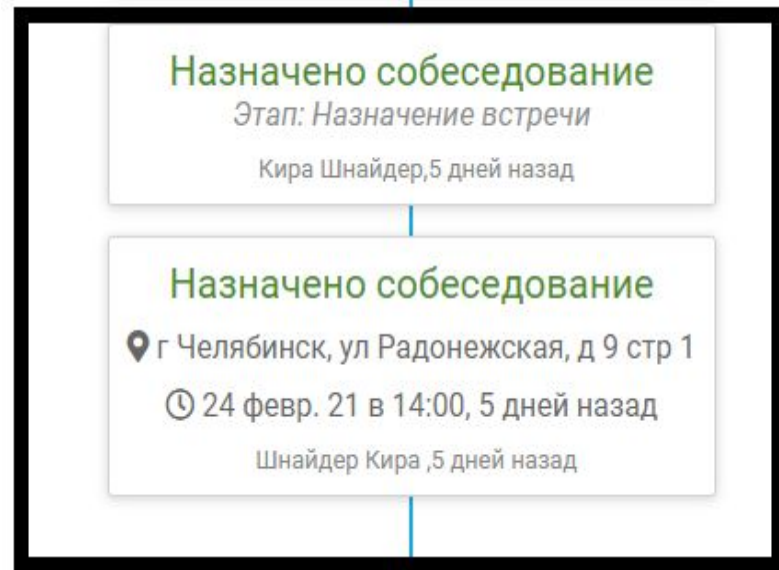 Назначено собеседование
Этап: Назначение встречи
Кира Шнайдер,5 дней назад
Назначено собеседование
г Челябинск, ул Радонежская, д 9 стр 1
24 февр. 21 в 14:00, 5 дней назад
Шнайдер Кира ,5 дней назад